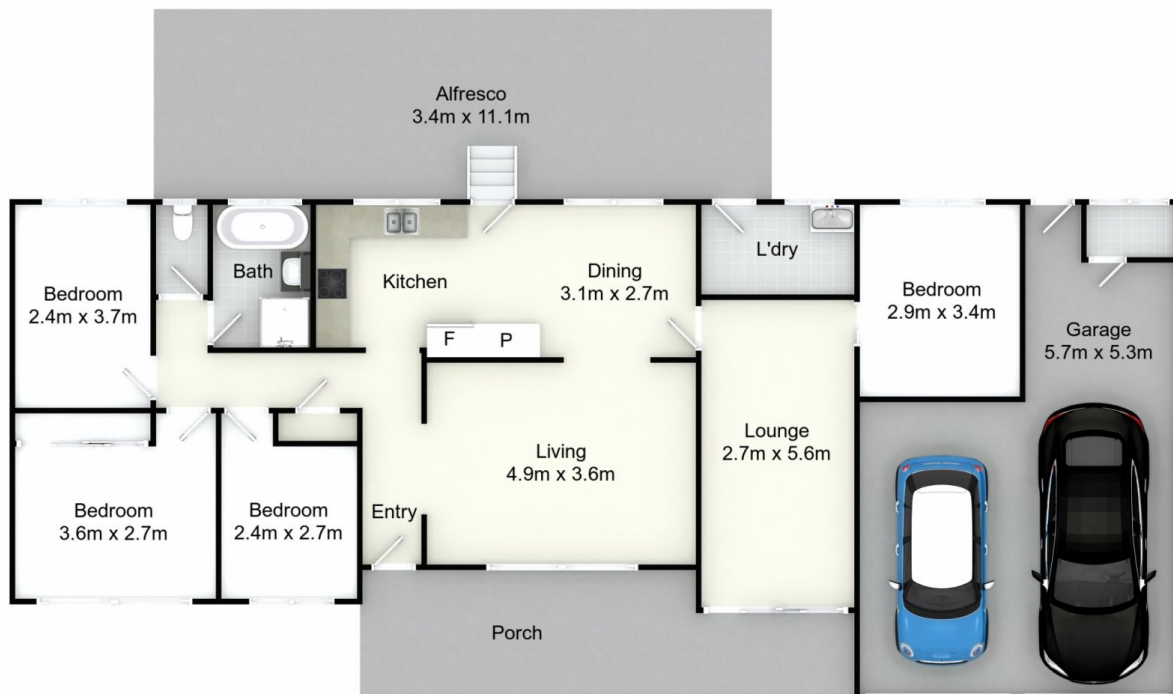 Alfresco
3.4m x 11.1m
Bedroom
2.4m x 3.7m
Bath
Kitchen
Dining
3.1m x 2.7m
L'dry
Bedroom
2.9m x 3.4m
Garage
5.7m x 5.3m
F
P
Bedroom
3.6m x 2.7m
Bedroom
2.4m x 2.7m
Entry
Living
4.9m x 3.6m
Lounge
2.7m x 5.6m
Porch